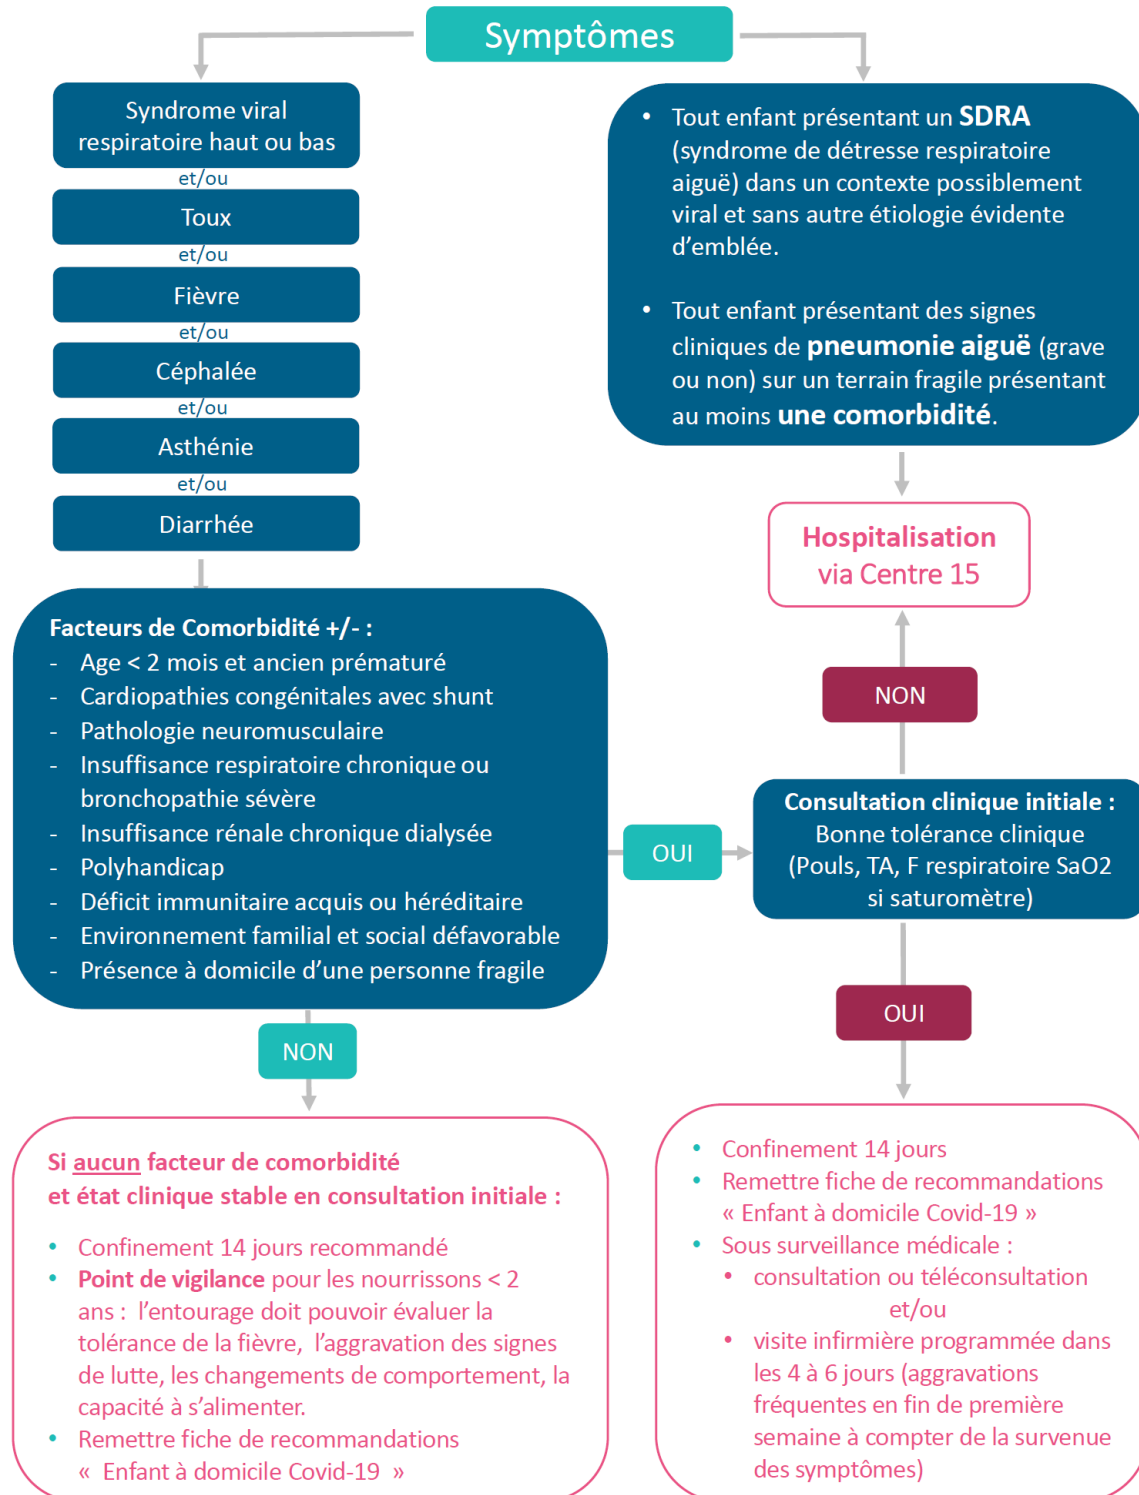 Symptômes
Syndrome viral
respiratoire haut ou bas
et/ou
Toux
et/ou
Fièvre
et/ou
Céphalée
et/ou
Asthénie
et/ou
Diarrhée
• Tout enfant présentant un SDRA
(syndrome de détresse respiratoire
aiguë) dans un contexte possiblement
viral et sans autre étiologie évidente
d’emblée.
• Tout enfant présentant des signes
cliniques de pneumonie aiguë (grave
ou non) sur un terrain fragile présentant
au moins une comorbidité.
Hospitalisation
via Centre 15
NON
Facteurs de Comorbidité +/- :
- Age < 2 mois et ancien prématuré
- Cardiopathies congénitales avec shunt
- Pathologie neuromusculaire
- Insuffisance respiratoire chronique ou
bronchopathie sévère
- Insuffisance rénale chronique dialysée
- Polyhandicap
- Déficit immunitaire acquis ou héréditaire
- Environnement familial et social défavorable
- Présence à domicile d’une personne fragile
OUI
Consultation clinique initiale :
Bonne tolérance clinique
(Pouls, TA, F respiratoire SaO2
si saturomètre)
OUI
NON
Si aucun facteur de comorbidité
et état clinique stable en consultation initiale :
• Confinement 14 jours recommandé
• Point de vigilance pour les nourrissons < 2
ans : l’entourage doit pouvoir évaluer la
tolérance de la fièvre, l’aggravation des signes
de lutte, les changements de comportement, la
capacité à s’alimenter.
• Remettre fiche de recommandations
« Enfant à domicile Covid-19 »
• Confinement 14 jours
• Remettre fiche de recommandations
« Enfant à domicile Covid-19 »
• Sous surveillance médicale :
• consultation ou téléconsultation
et/ou
• visite infirmière programmée dans
les 4 à 6 jours (aggravations
fréquentes en fin de première
semaine à compter de la survenue
des symptômes)